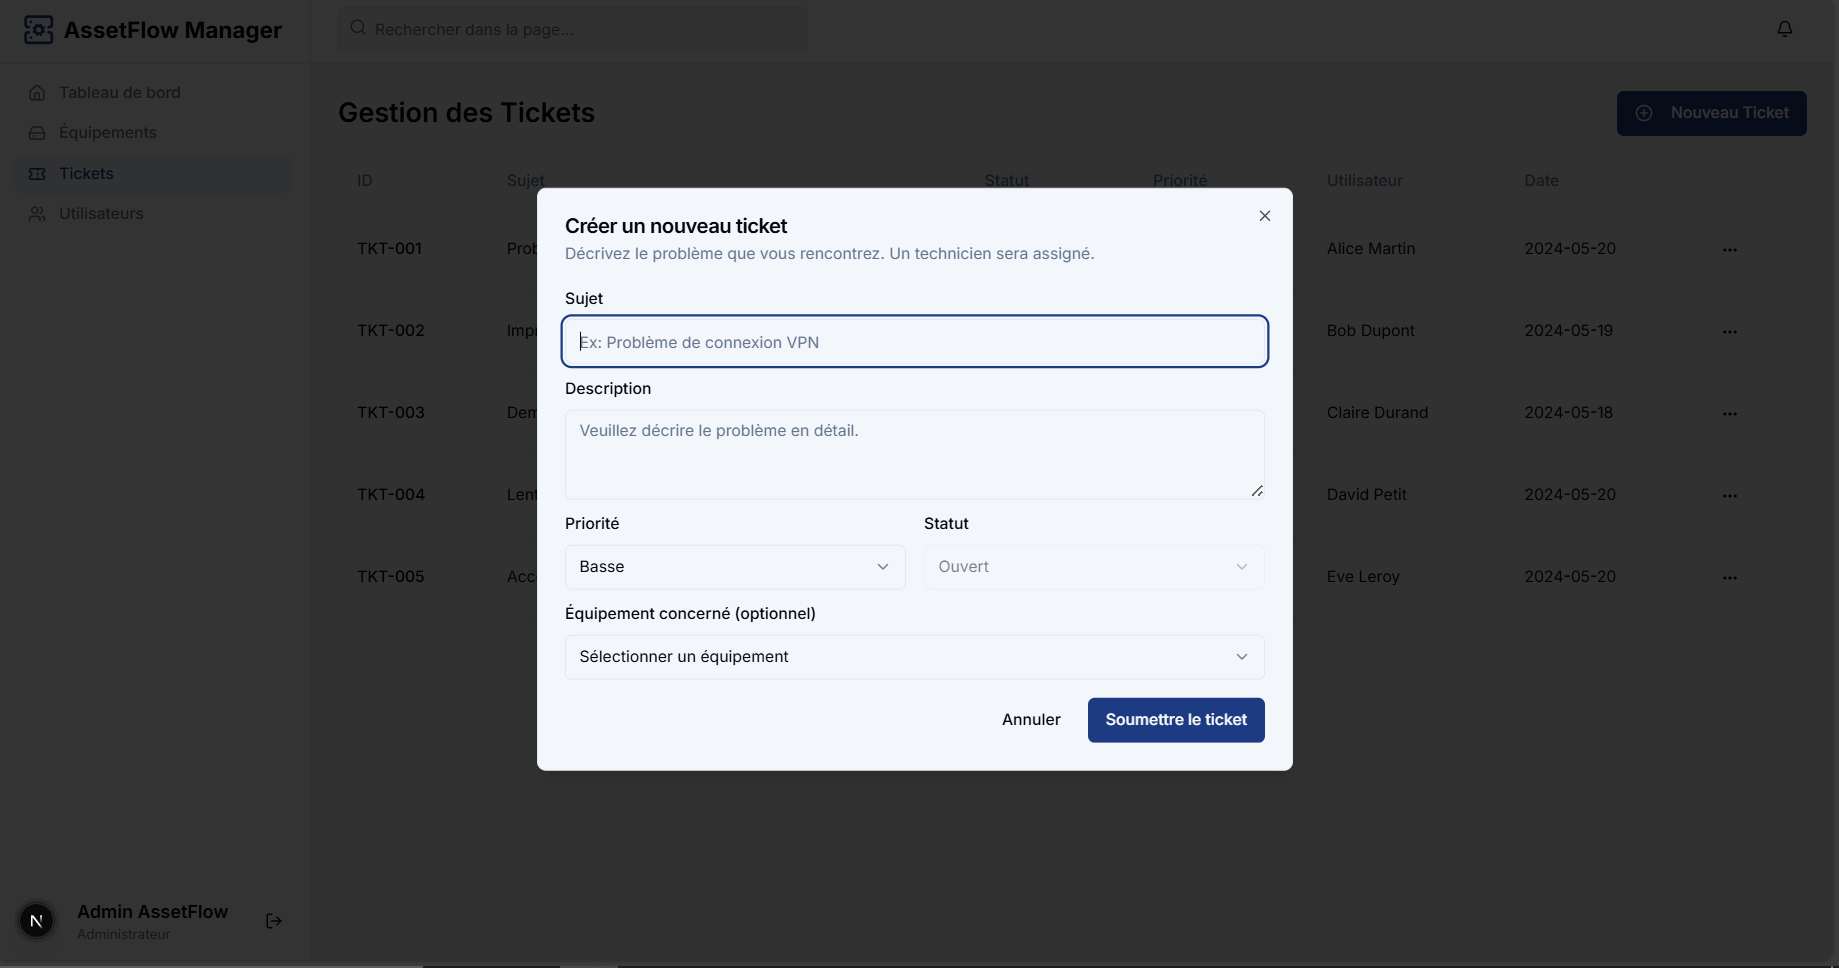 AssetFlow Manager
Rechercher dans la page...
Tableau de bord
Équipements
Tickets
Utilisateurs
Gestion des Tickets
Nouveau Ticket
ID Sujet Statut Priorité Utilisateur Date
TKT-001 Prob Alice Martin 2024-05-20 ...
TKT-002 Imp Bob Dupont 2024-05-19 ...
TKT-003 Dem Claire Durand 2024-05-18 ...
TKT-004 Lent David Petit 2024-05-20 ...
TKT-005 Acc Eve Leroy 2024-05-20 ...
Créer un nouveau ticket
Décrivez le problème que vous rencontrez. Un technicien sera assigné.
Sujet
Ex: Problème de connexion VPN
Description
Veuillez décrire le problème en détail.
Priorité Statut
Basse Ouvert
Équipement concerné (optionnel)
Sélectionner un équipement
Annuler Soumettre le ticket
N
Admin AssetFlow
Administrateur